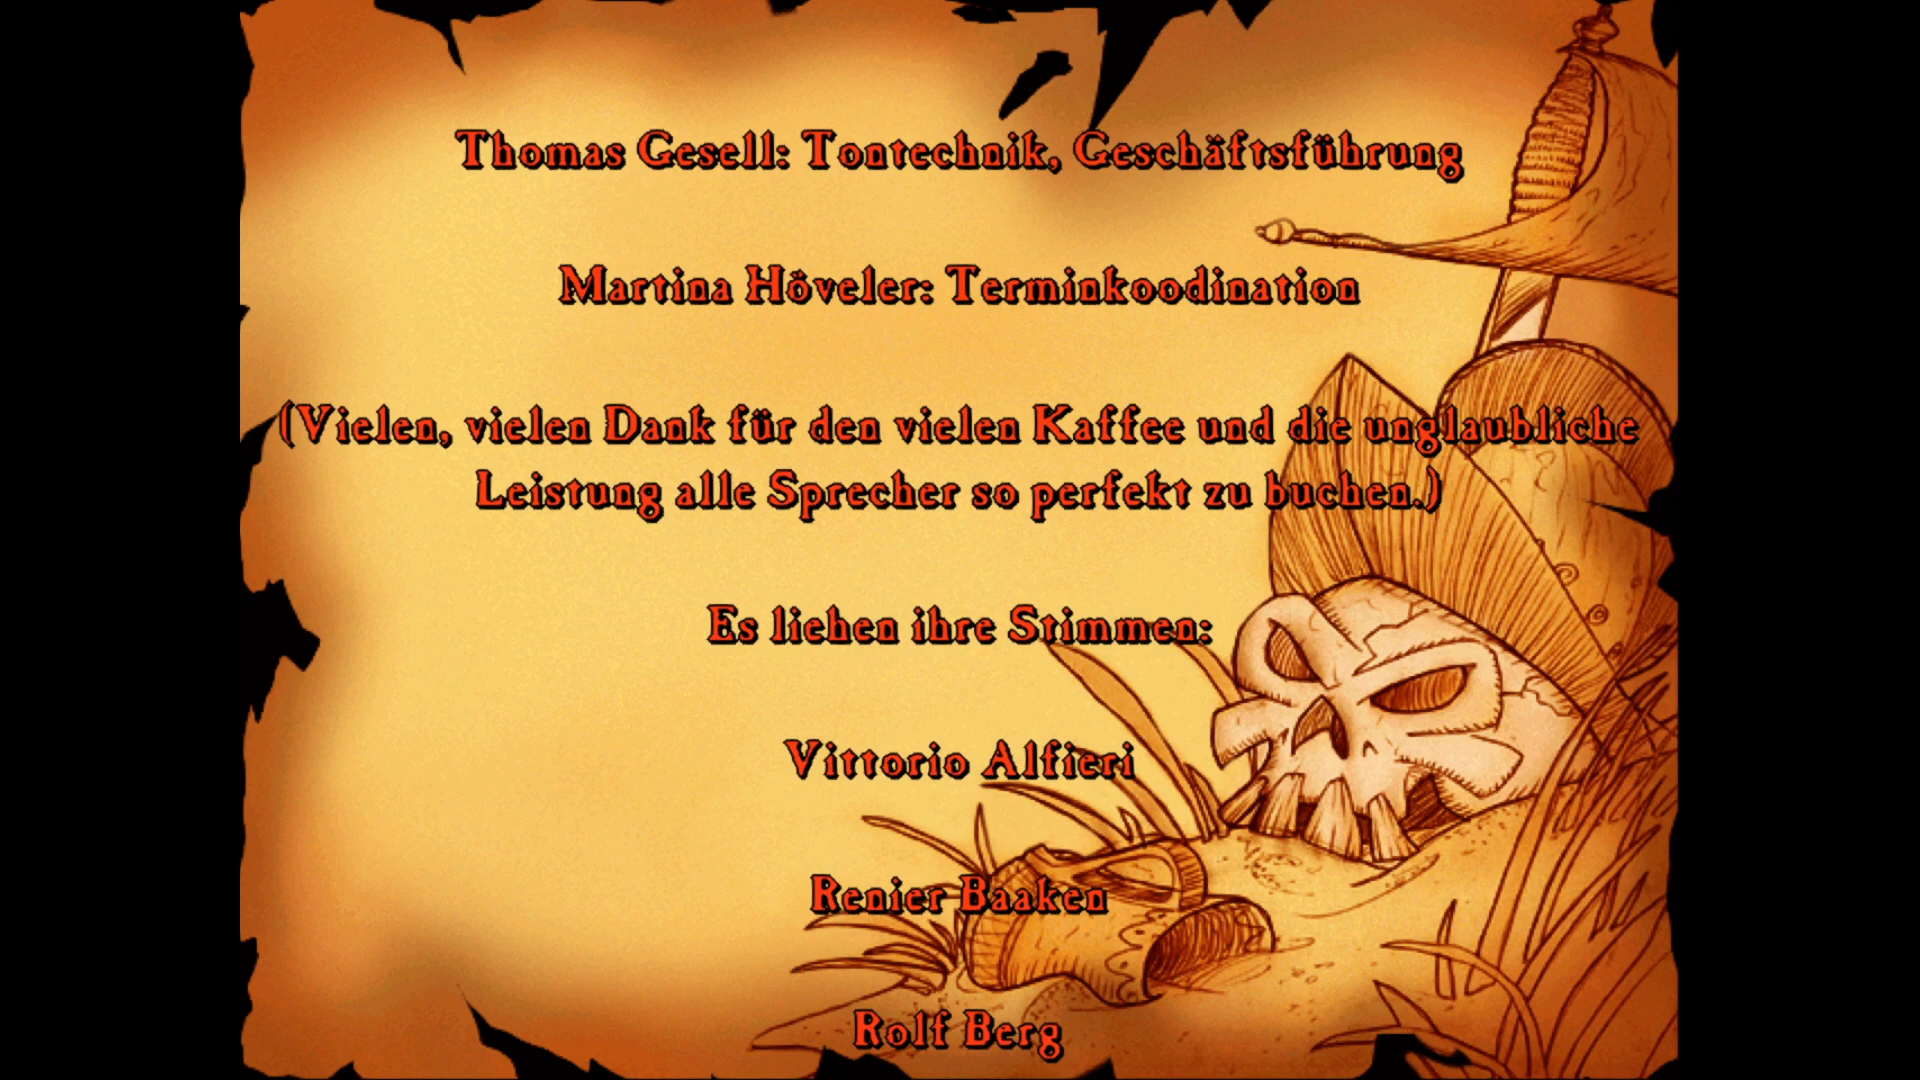 Thomas Gesell: Tontechnik, Geschäftsführung
Martina Höveler: Terminkoodination
(Vielen, vielen Dank für den vielen Kaffee und die unglaubliche
Leistung alle Sprecher so perfekt zu buchen.)
Es liehen ihre Stimmen:
Vittorio Alfieri
Renier Baaken
Rolf Berg